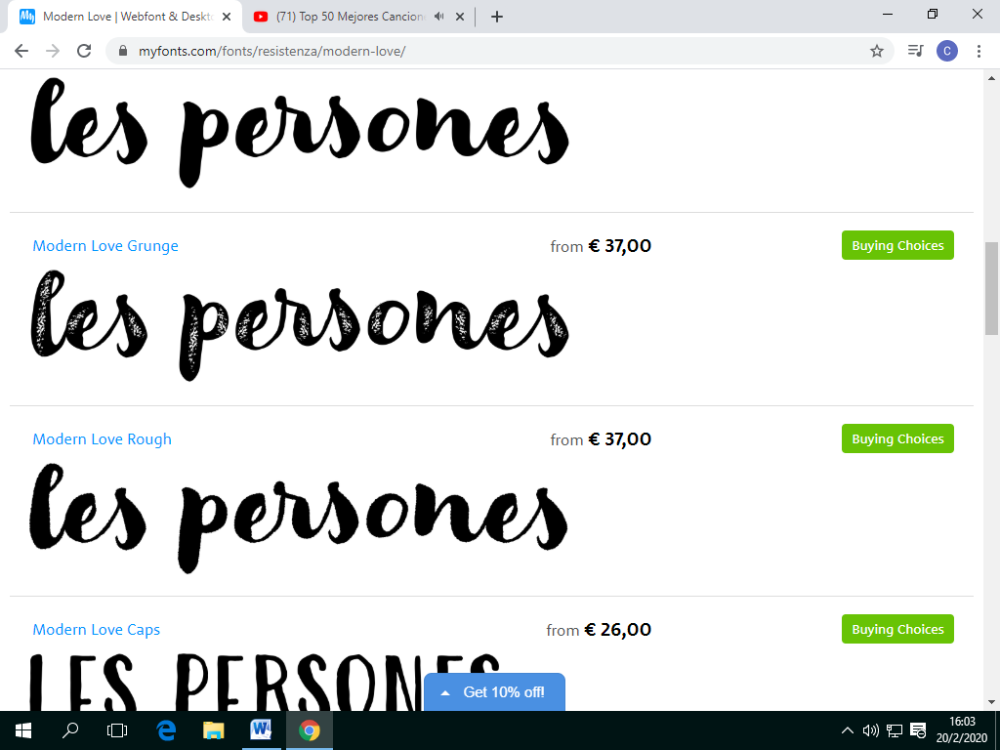 Modern Love | Webfont & Deskto
(71) Top 50 Mejores Cancione
myfonts.com/fonts/resistenza/modern-love/
C
les persones
Modern Love Grunge from € 37,00 Buying Choices
les persones
Modern Love Rough from € 37,00 Buying Choices
les persones
Modern Love Caps from € 26,00 Buying Choices
LES PERSONES
Get 10% off!
16:03
20/2/2020